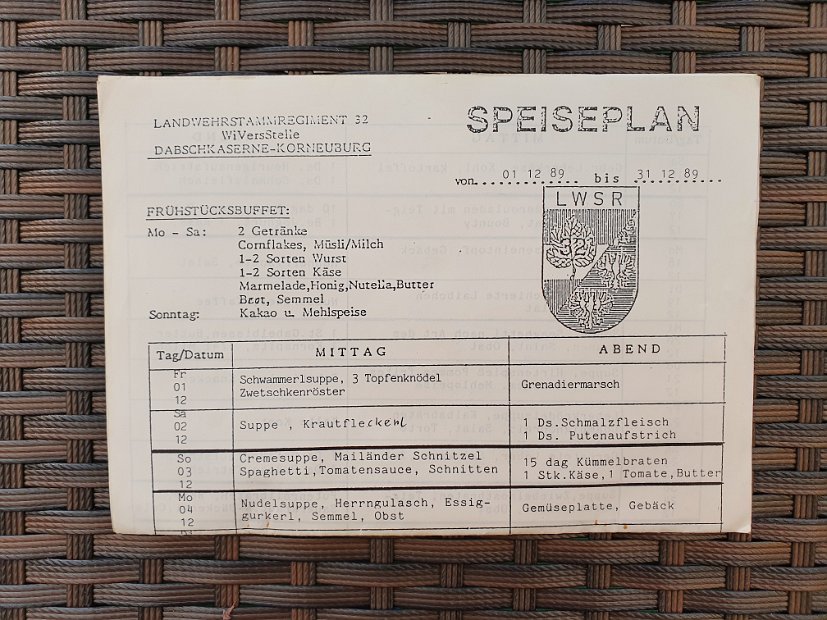 LANDWEHRSTAMMREGIMENT 32
WiVersStelle
DABSCHKASERNE-KORNEUBURG
SPEISEPLAN
von 01 12 89 bis 31 12 89
LWSR
FRÜHSTÜCKSBUFFET:
Mo - Sa: 2 Getränke
Cornflakes, Müsli/Milch
1-2 Sorten Wurst
1-2 Sorten Käse
Marmelade,Honig,Nutella,Butter
Brot, Semmel
Sonntag: Kakao u. Mehlspeise
Tag/Datum MITTAG ABEND
Fr
01
12
Schwammerlsuppe, 3 Topfenknödel
Zwetschkenröster
Grenadiermarsch
Sa
02
12
Suppe , Krautfleckerl
1 Ds.Schmalzfleisch
1 Ds. Putenaufstrich
So
03
12
Cremesuppe, Mailänder Schnitzel
Spaghetti,Tomatensauce, Schnitten
15 dag Kümmelbraten
1 Stk.Käse,1 Tomate,Butter
Mo
04
12
Nudelsuppe, Herrngulasch, Essig-
gurkerl, Semmel, Obst
Gemüseplatte, Gebäck